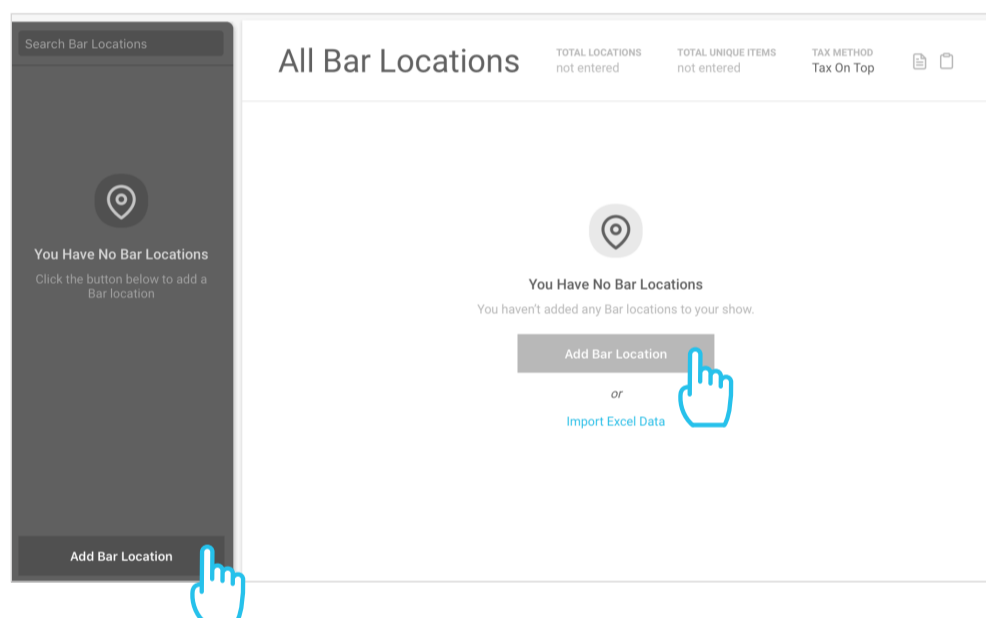 Search Bar Locations
You Have No Bar Locations
Click the button below to add a
Bar location
Add Bar Location
All Bar Locations
TOTAL LOCATIONS
not entered
TOTAL UNIQUE ITEMS
not entered
TAX METHOD
Tax On Top
You Have No Bar Locations
You haven't added any Bar locations to your show.
Add Bar Location
or
Import Excel Data